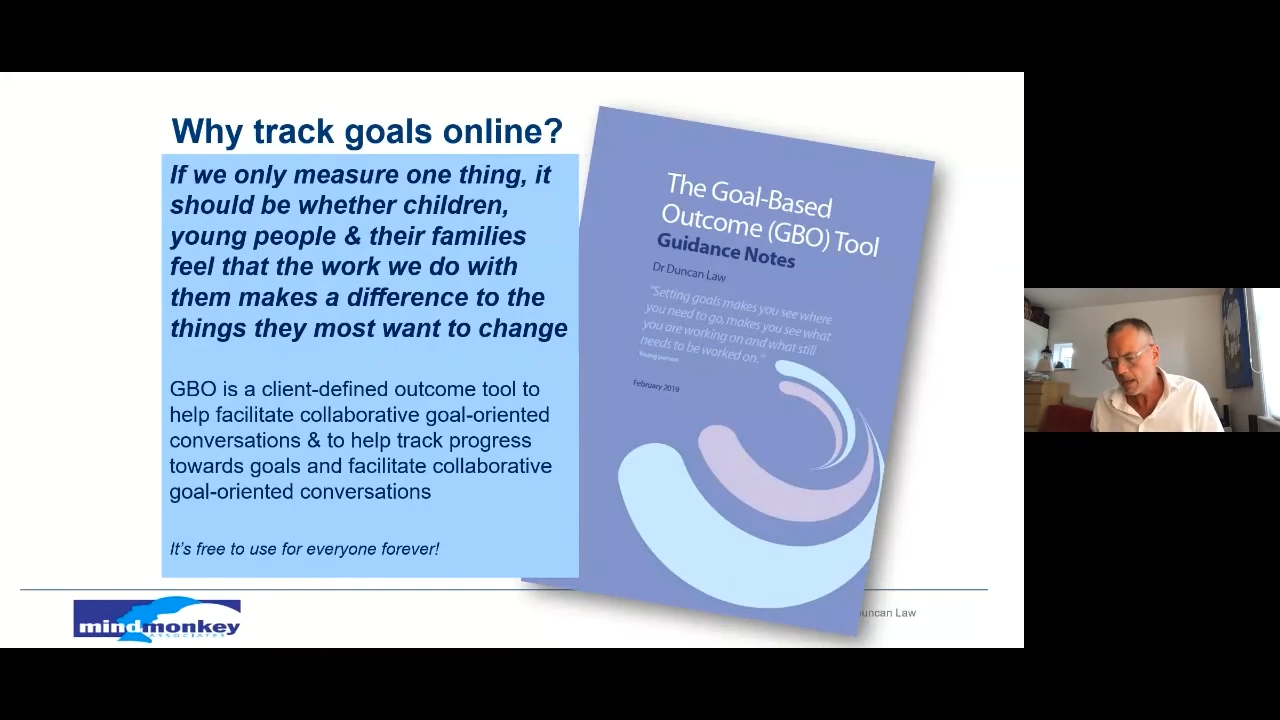 Why track goals online?
If we only measure one thing, it
should be whether children,
young people & their families
feel that the work we do with
them makes a difference to the
things they most want to change
GBO is a client-defined outcome tool to
help facilitate collaborative goal-oriented
conversations & to help track progress
towards goals and facilitate collaborative
goal-oriented conversations
It's free to use for everyone forever!
The Goal-Based
Outcome (GBO) Tool
Guidance Notes
Dr Duncan Law
"Setting goals makes you see where
you need to go, makes you see what
you are working on and what still
needs to be worked on."
Young person
February 2019
mindmonkey
ASSOCIATES
Duncan Law